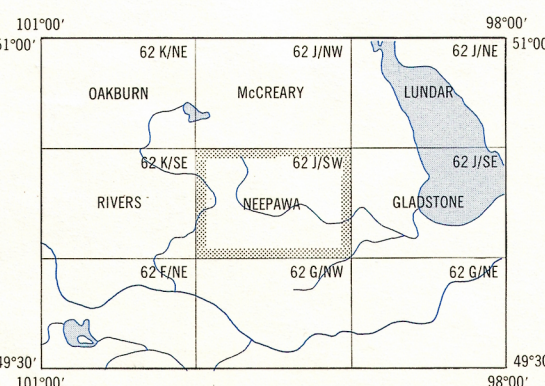 101°00' 98°00'
51°00' 62 K/NE 62 J/NW 62 J/NE 51°00'
OAKBURN McCREARY LUNDAR
62 K/SE 62 J/SW 62 J/SE
RIVERS NEEPAWA GLADSTONE
62 F/NE 62 G/NW 62 G/NE
49°30' 49°30'
101°00' 98°00'